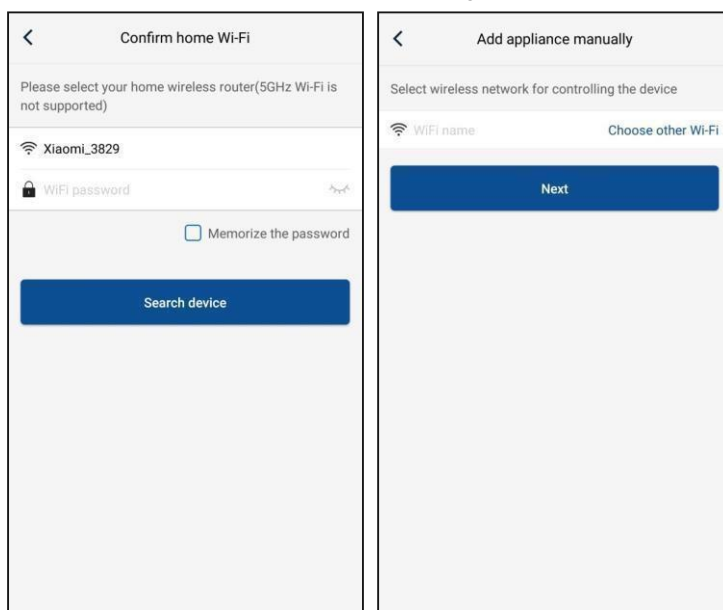 Confirm home Wi-Fi
Please select your home wireless router(5GHz Wi-Fi is
not supported)
Xiaomi_3829
WiFi password
Memorize the password
Search device
Add appliance manually
Select wireless network for controlling the device
WiFi name
Choose other Wi-Fi
Next